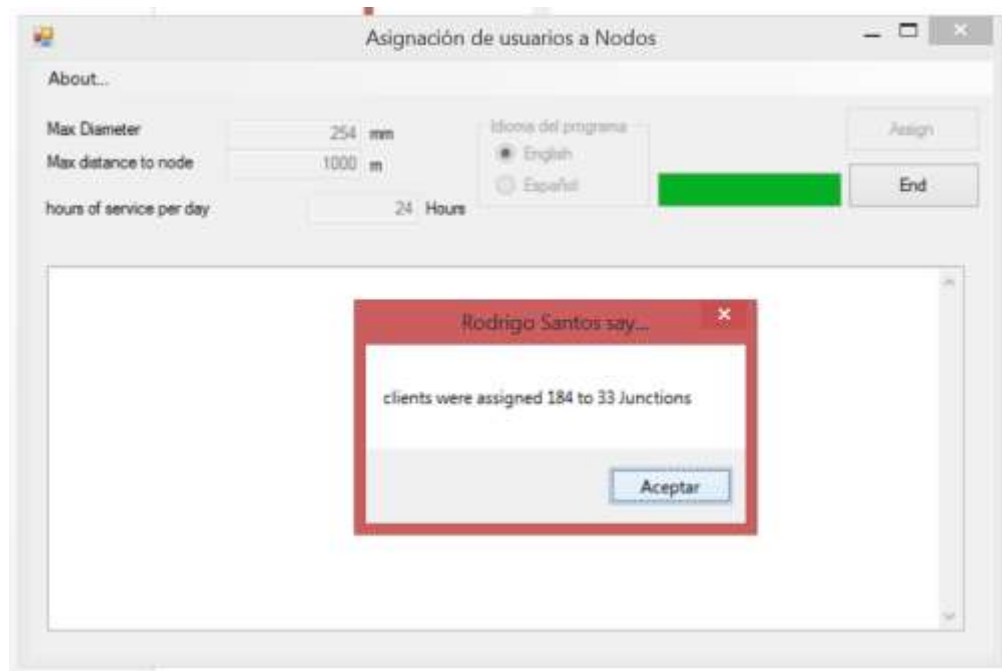 Asignación de usuarios a Nodos
About...
Max Diameter 254 mm
Max distance to node 1000 m
hours of service per day 24 Hours
Idioma del programa
English
Español
Assign
End
Rodrigo Santos say...
clients were assigned 184 to 33 Junctions
Aceptar